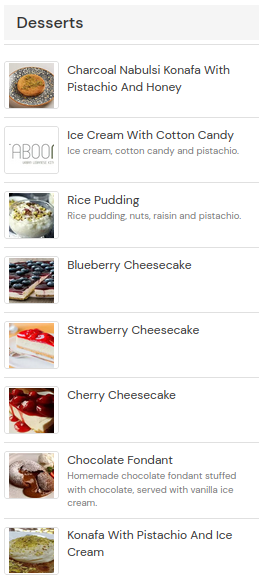 Desserts
Charcoal Nabulsi Konafa With
Pistachio And Honey
Ice Cream With Cotton Candy
Ice cream, cotton candy and pistachio.
Rice Pudding
Rice pudding, nuts, raisin and pistachio.
Blueberry Cheesecake
Strawberry Cheesecake
Cherry Cheesecake
Chocolate Fondant
Homemade chocolate fondant stuffed
with chocolate, served with vanilla ice
cream.
Konafa With Pistachio And Ice
Cream